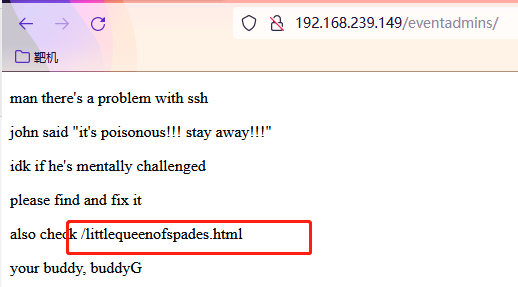 192.168.239.149/eventadmins/
靶机
man there's a problem with ssh
john said "it's poisonous!!! stay away!!!"
idk if he's mentally challenged
please find and fix it
also check /littlequeenofspades.html
your buddy, buddyG